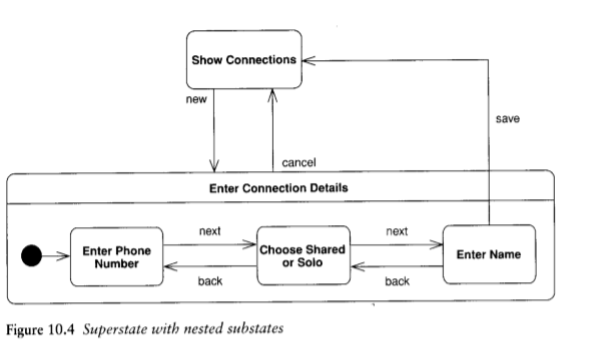 Show Connections
new
save
cancel
Enter Connection Details
next
next
Enter Phone
Number
Choose Shared
or Solo
Enter Name
back
back
Figure 10.4 Superstate with nested substates